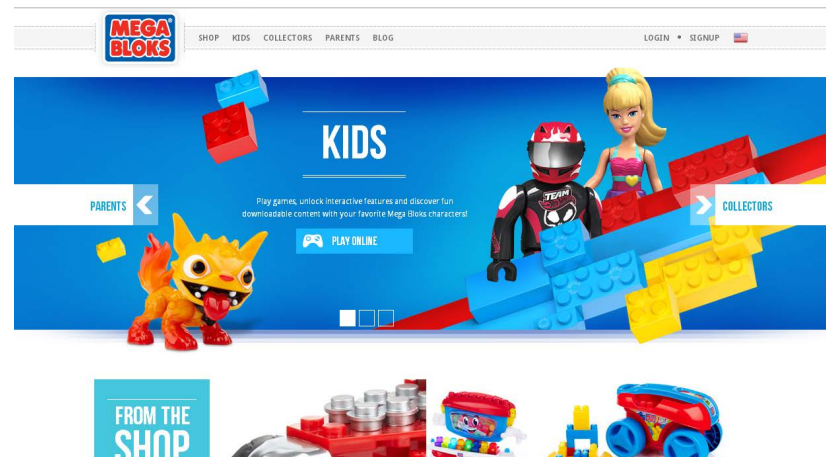 MEGA
BLOKS
SHOP KIDS COLLECTORS PARENTS BLOG
LOGIN • SIGNUP
KIDS
Play games, unlock interactive features and discover fun
downloadable content with your favorite Mega Bloks characters!
PLAY ONLINE
PARENTS
COLLECTORS
TEAM
FROM THE
SHOP